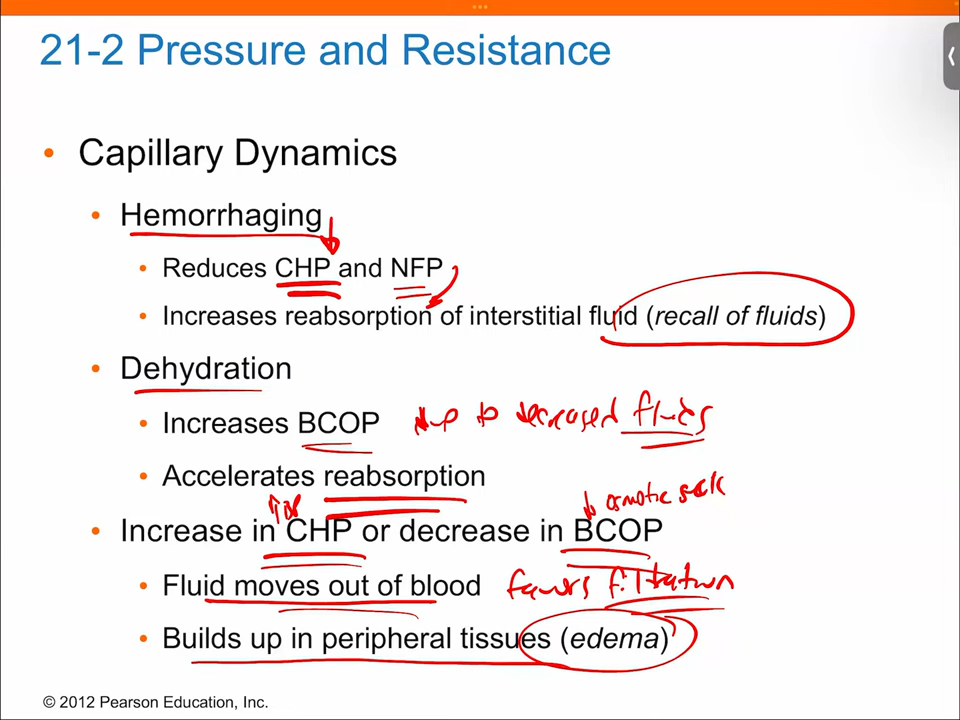 21-2 Pressure and Resistance
• Capillary Dynamics
• Hemorrhaging
• Reduces CHP and NFP
• Increases reabsorption of interstitial fluid (recall of fluids)
• Dehydration
• Increases BCOP to decreased fluids
• Accelerates reabsorption
osmotic suck
• Increase in CHP or decrease in BCOP
• Fluid moves out of blood favors filtration
• Builds up in peripheral tissues (edema)
© 2012 Pearson Education, Inc.